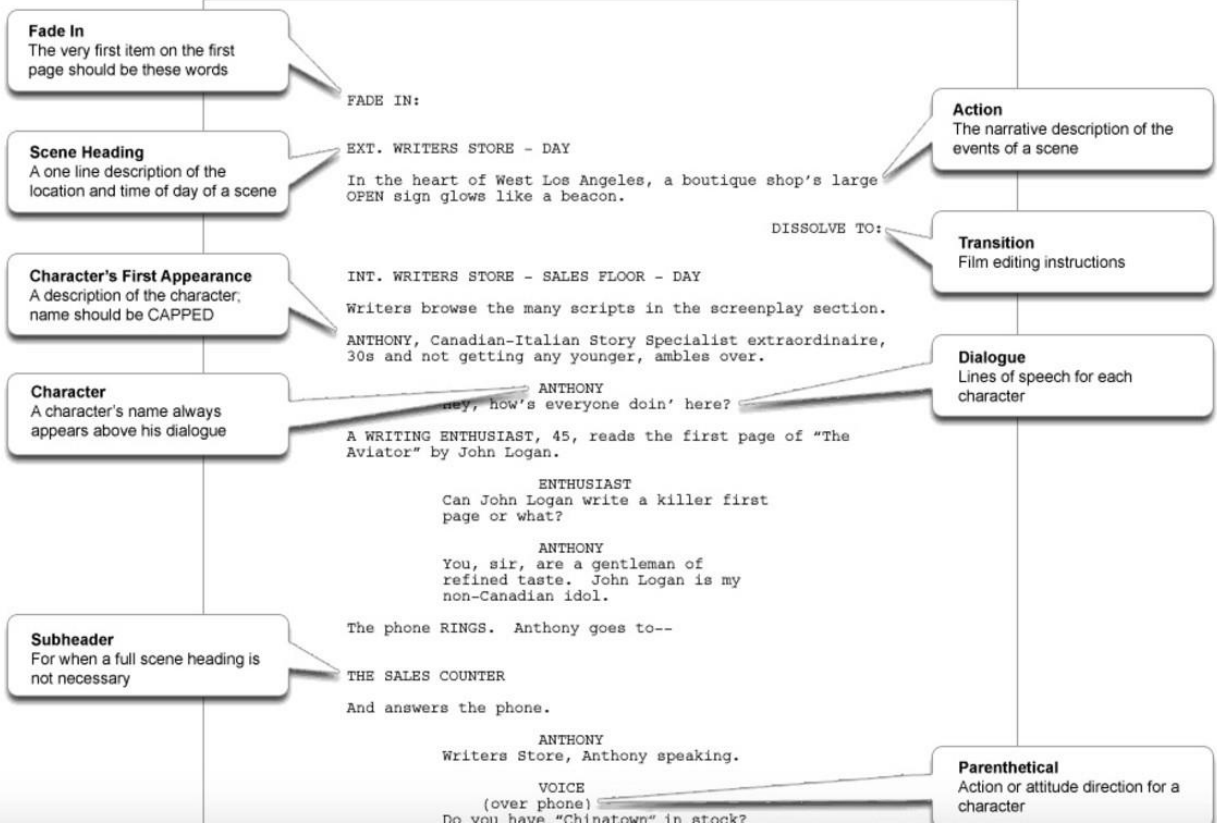 Fade In
The very first item on the first
page should be these words
FADE IN:
Action
The narrative description of the
events of a scene
Scene Heading
A one line description of the
location and time of day of a scene
EXT. WRITERS STORE - DAY
In the heart of West Los Angeles, a boutique shop's large
OPEN sign glows like a beacon.
DISSOLVE TO:
Transition
Film editing instructions
Character's First Appearance
A description of the character;
name should be CAPPED
INT. WRITERS STORE - SALES FLOOR - DAY
Writers browse the many scripts in the screenplay section.
ANTHONY, Canadian-Italian Story Specialist extraordinaire,
30s and not getting any younger, ambles over.
Dialogue
Lines of speech for each
character
Character
A character's name always
appears above his dialogue
ANTHONY
Hey, how's everyone doin' here?
A WRITING ENTHUSIAST, 45, reads the first page of "The
Aviator" by John Logan.
ENTHUSIAST
Can John Logan write a killer first
page or what?
ANTHONY
You, sir, are a gentleman of
refined taste. John Logan is my
non-Canadian idol.
The phone RINGS. Anthony goes to--
Subheader
For when a full scene heading is
not necessary
THE SALES COUNTER
And answers the phone.
ANTHONY
Writers Store, Anthony speaking.
Parenthetical
Action or attitude direction for a
character
VOICE
(over phone)
Do you have "Chinatown" in stock?